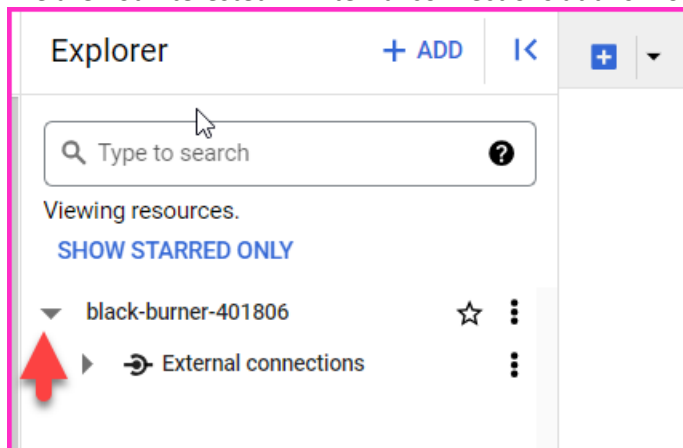 Explorer
+ ADD
Type to search
Viewing resources.
SHOW STARRED ONLY
black-burner-401806
External connections